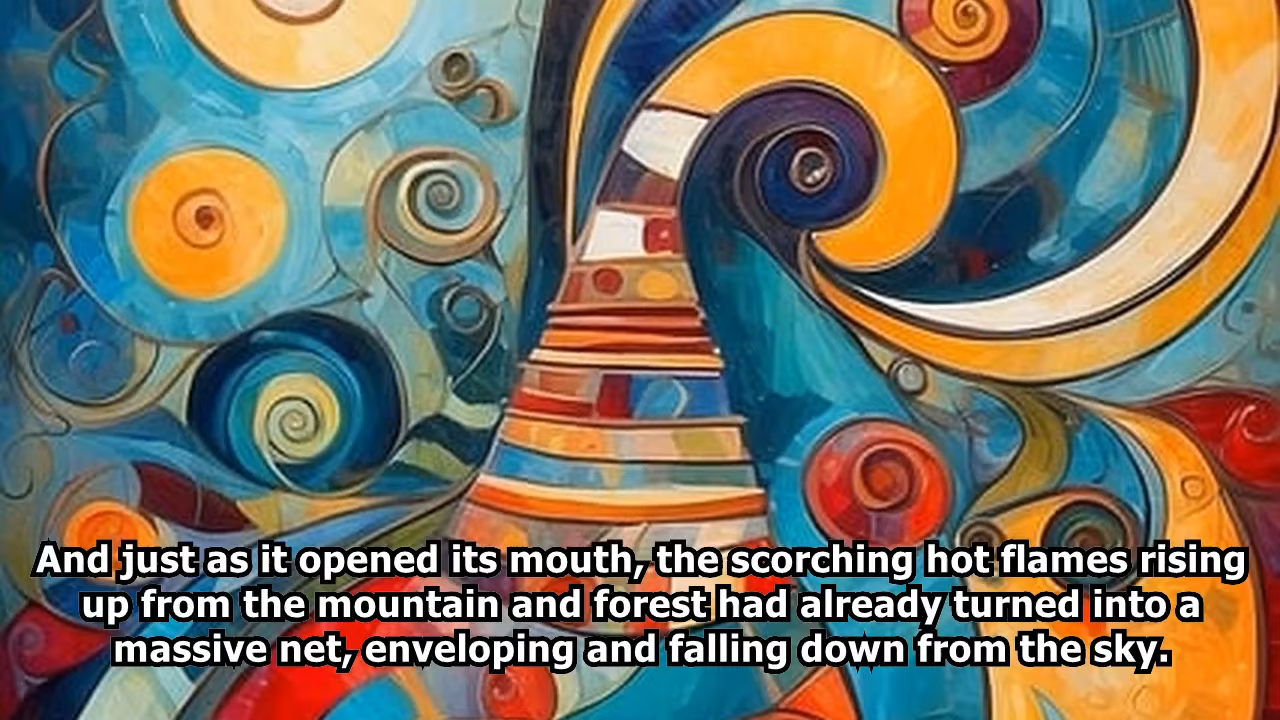 And just as it opened its mouth, the scorching hot flames rising
up from the mountain and forest had already turned into a
massive net, enveloping and falling down from the sky.